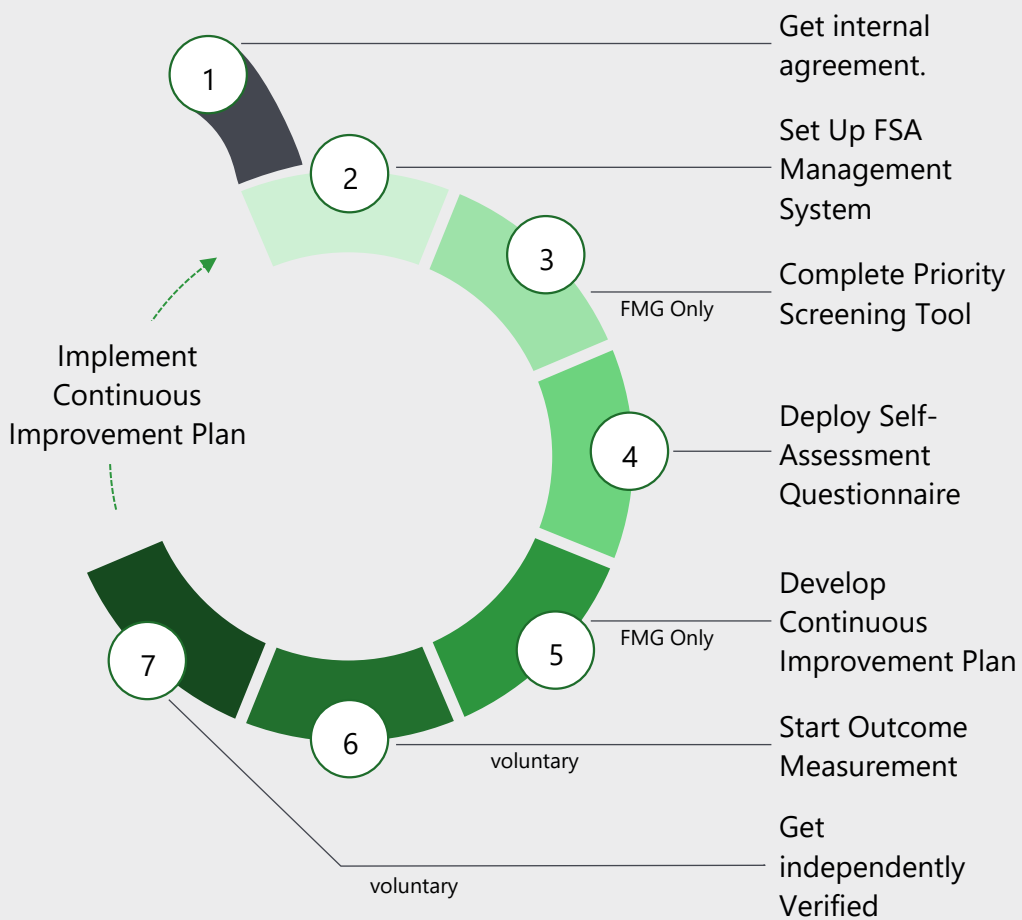 1
Get internal
agreement.
2
Set Up FSA
Management
System
3
FMG Only
Complete Priority
Screening Tool
Implement
Continuous
Improvement Plan
4
Deploy Self-
Assessment
Questionnaire
5
FMG Only
Develop
Continuous
Improvement Plan
6
voluntary
Start Outcome
Measurement
7
voluntary
Get
independently
Verified